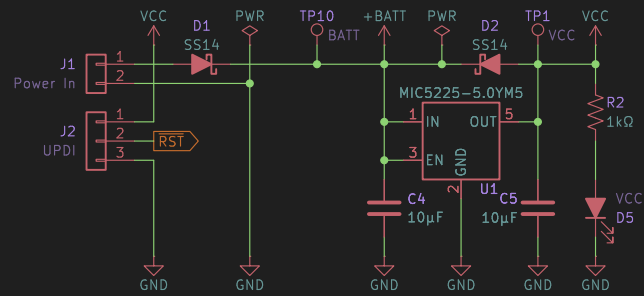 VCC
D1
SS14
PWR
TP10
BATT
+BATT
PWR
D2
SS14
TP1
VCC
VCC
J1
Power In
1
2
J2
UPDI
1
2
3
RST
MIC5225-5.0YM5
1
IN
OUT
5
3
EN
GND
2
U1
R2
1kΩ
C4
10µF
C5
10µF
VCC
D5
GND
GND
GND
GND
GND
GND